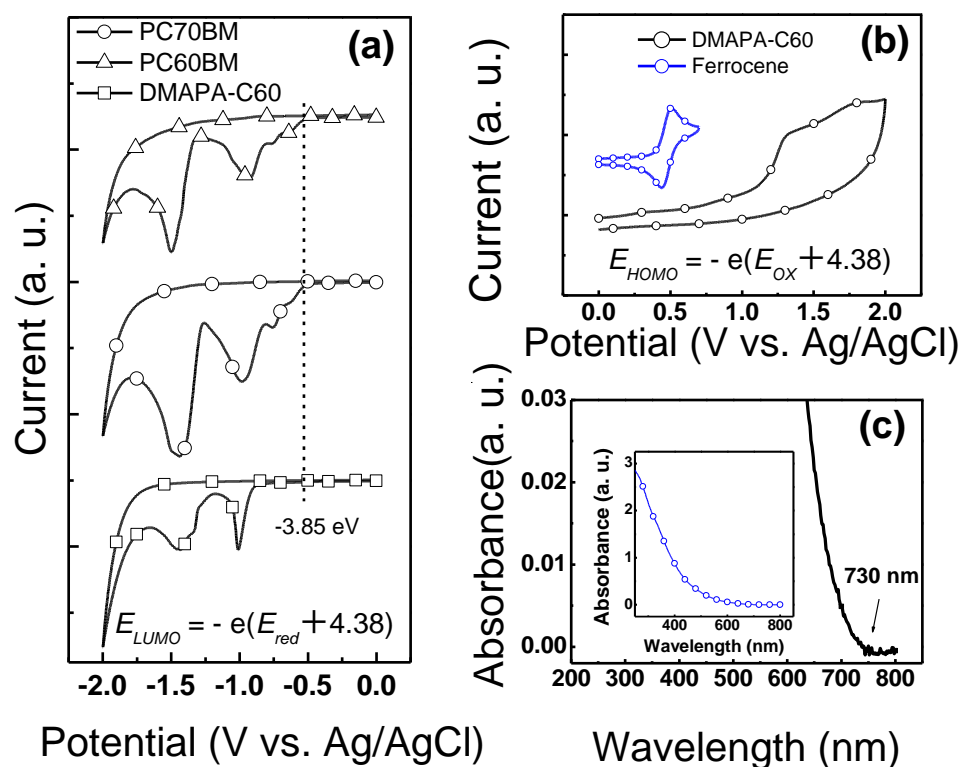 PC70BM
PC60BM
DMAPA-C60
(a)
Current (a. u.)
-3.85 eV
E_LUMO = - e(E_red+4.38)
-2.0 -1.5 -1.0 -0.5 0.0
Potential (V vs. Ag/AgCl)
DMAPA-C60
Ferrocene
(b)
Current (a. u.)
E_HOMO = - e(E_OX+4.38)
0.0 0.5 1.0 1.5 2.0
Potential (V vs. Ag/AgCl)
(c)
Absorbance(a. u.)
0.03
0.02
0.01
0.00
Absorbance (a. u.)
3
2
1
0
400 600 800
Wavelength (nm)
730 nm
200 300 400 500 600 700 800
Wavelength (nm)